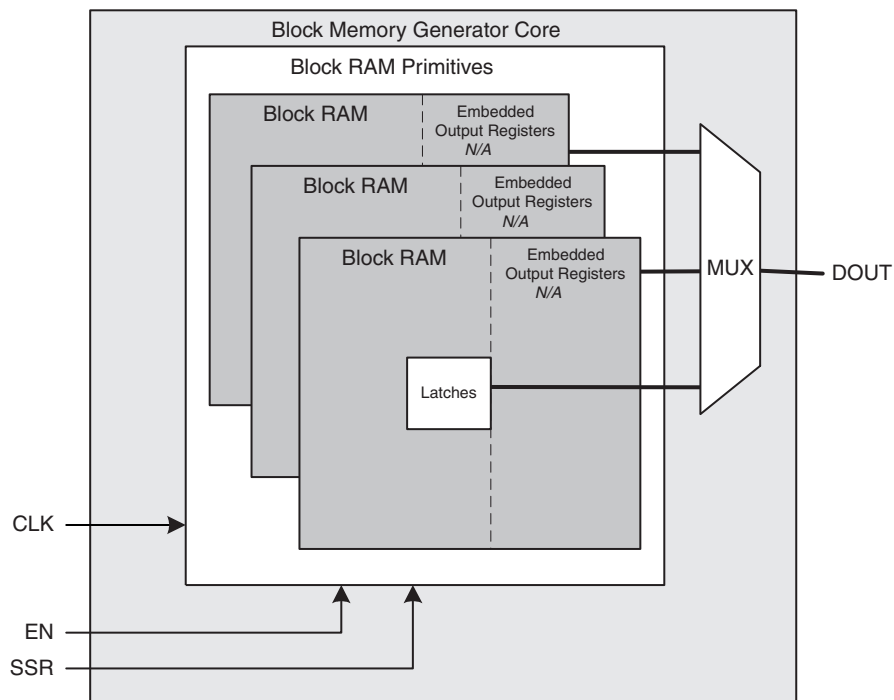 Block Memory Generator Core
Block RAM Primitives
Block RAM
Embedded
Output Registers
N/A
Block RAM
Embedded
Output Registers
N/A
Block RAM
Embedded
Output Registers
N/A
MUX
DOUT
Latches
CLK
EN
SSR